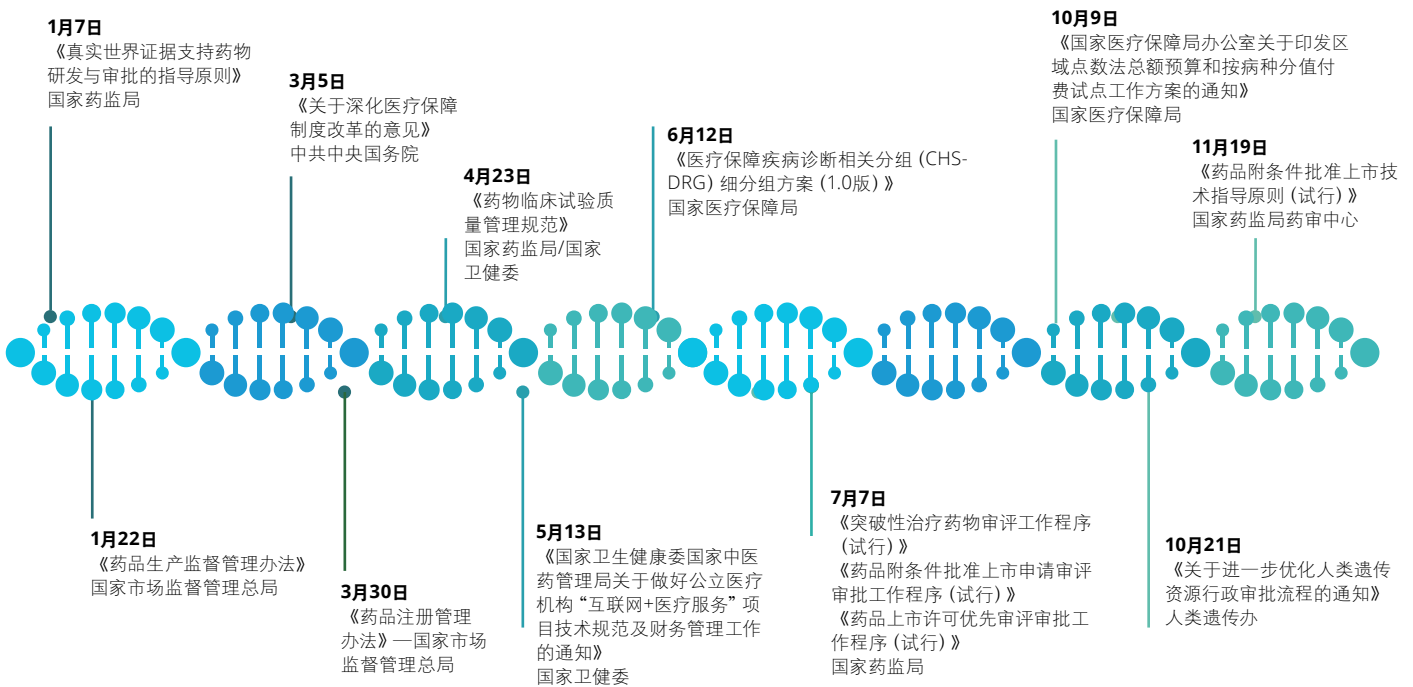 1月7日
《真实世界证据支持药物
研发与审批的指导原则》
国家药监局
1月22日
《药品生产监督管理办法》
国家市场监督管理总局
3月5日
《关于深化医疗保障
制度改革的意见》
中共中央国务院
3月30日
《药品注册管理
办法》—国家市场
监督管理总局
4月23日
《药物临床试验质
量管理规范》
国家药监局/国家
卫健委
5月13日
《国家卫生健康委国家中医
药管理局关于做好公立医疗
机构“互联网+医疗服务”项
目技术规范及财务管理工作
的通知》
国家卫健委
6月12日
《医疗保障疾病诊断相关分组 (CHS-
DRG) 细分组方案 (1.0版) 》
国家医疗保障局
7月7日
《突破性治疗药物审评工作程序
(试行) 》
《药品附条件批准上市申请审评
审批工作程序 (试行) 》
《药品上市许可优先审评审批工
作程序 (试行) 》
国家药监局
10月9日
《国家医疗保障局办公室关于印发区
域点数法总额预算和按病种分值付
费试点工作方案的通知》
国家医疗保障局
10月21日
《关于进一步优化人类遗传
资源行政审批流程的通知》
人类遗传办
11月19日
《药品附条件批准上市技
术指导原则 (试行) 》
国家药监局药审中心